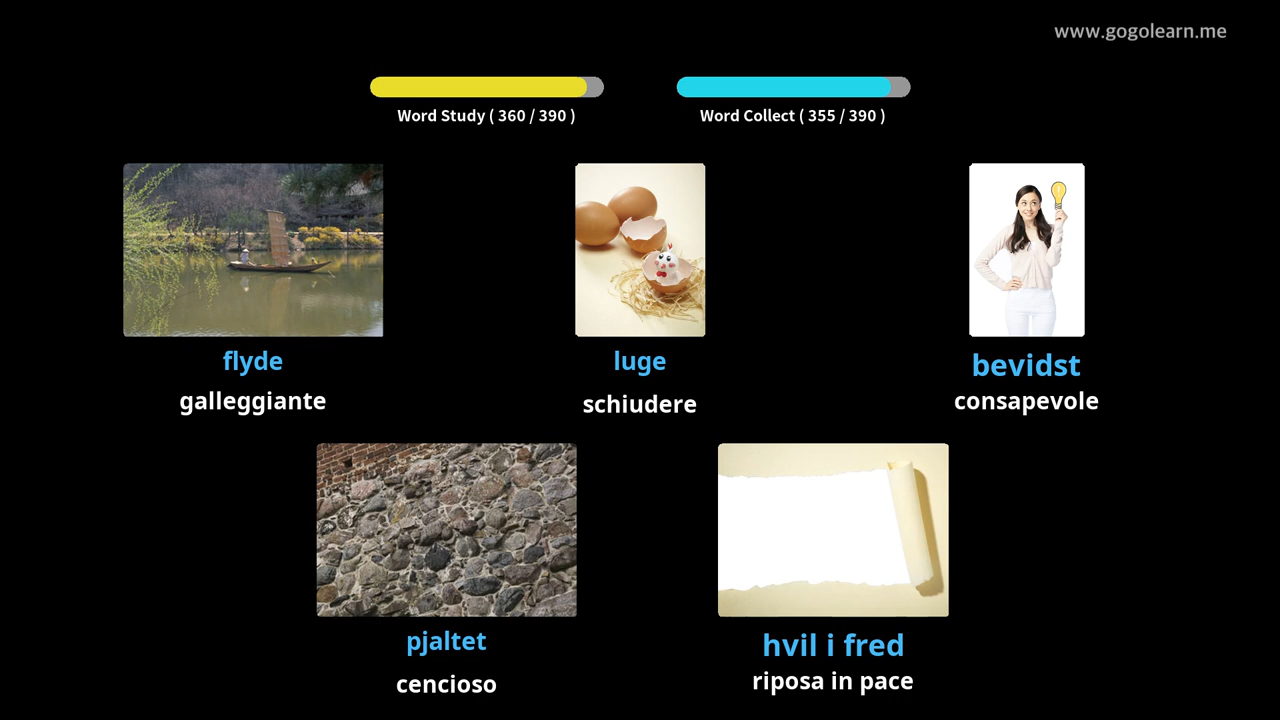 www.gogolearn.me
Word Study ( 360 / 390 )
Word Collect ( 355 / 390 )
flyde
galleggiante
luge
schiudere
bevidst
consapevole
pjaltet
cencioso
hvil i fred
riposa in pace